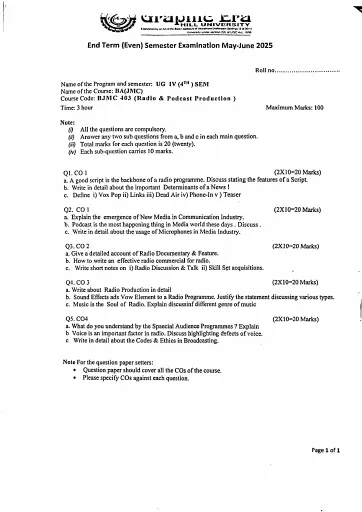 Graphic Era
HILL UNIVERSITY
End Term (Even) Semester Examination May-June 2025
Roll no..............................
Name of the Program and semester: UG IV (4TH) SEM
Name of the Course: BA(JMC)
Course Code: BJMC 403 (Radio & Podcast Production )
Time: 3 hour Maximum Marks: 100
Note:
(i) All the questions are compulsory.
(ii) Answer any two sub questions from a, b and c in each main question.
(iii) Total marks for each question is 20 (twenty).
(iv) Each sub-question carries 10 marks.
Q1. CO 1 (2X10=20 Marks)
a. A good script is the backbone of a radio programme. Discuss stating the features of a Script.
b. Write in detail about the important Determinants of a News !
c. Define i) Vox Pop ii) Links iii) Dead Air iv) Phone-In v ) Teaser
Q2. CO 1 (2X10=20 Marks)
a. Explain the emergence of New Media in Communication Industry.
b. Podcast is the most happening thing in Media world these days . Discuss .
c. Write in detail about the usage of Microphones in Media Industry.
Q3. CO 2 (2X10=20 Marks)
a. Give a detailed account of Radio Documentary & Feature.
b. How to write an effective radio commercial for radio.
c. Write short notes on i) Radio Discussion & Talk ii) Skill Set acquisitions.
Q4. CO 3 (2X10=20 Marks)
a. Write about Radio Production in detail
b. Sound Effects ads Vow Element to a Radio Programme. Justify the statement discussing various types.
c. Music is the Soul of Radio. Explain discussinf different genre of music
Q5. CO4 (2X10=20 Marks)
a. What do you understand by the Spaecial Audience Programmes ? Explain
b Voice is an important factor in radio. Discuss highlighting defects of voice.
c Write in detail about the Codes & Ethics in Broadcasting.
Note For the question paper setters:
• Question paper should cover all the COs of the course.
• Please specify COs against each question.
Page 1 of 1